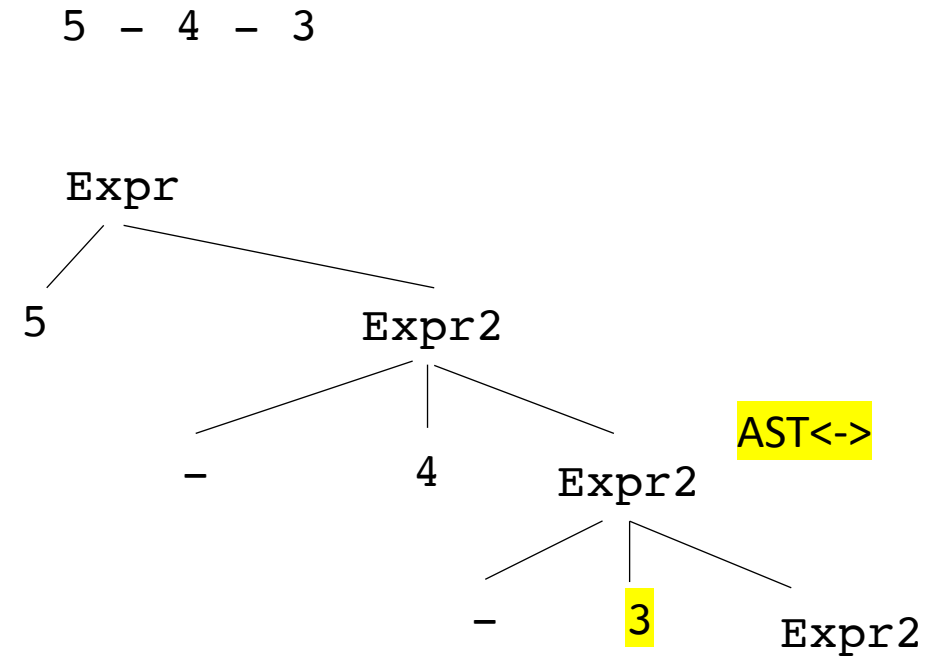 5 – 4 – 3
Expr
5 Expr2
AST<->
– 4 Expr2
– 3 Expr2